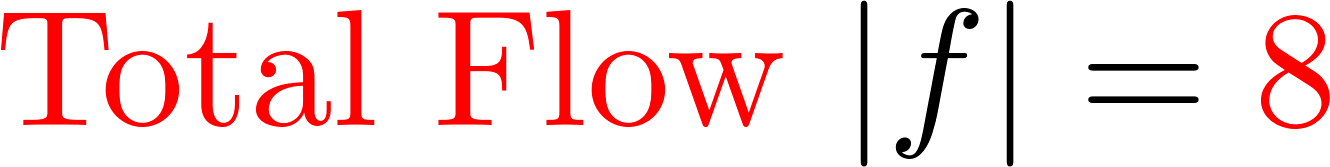 Total Flow |f| = 8